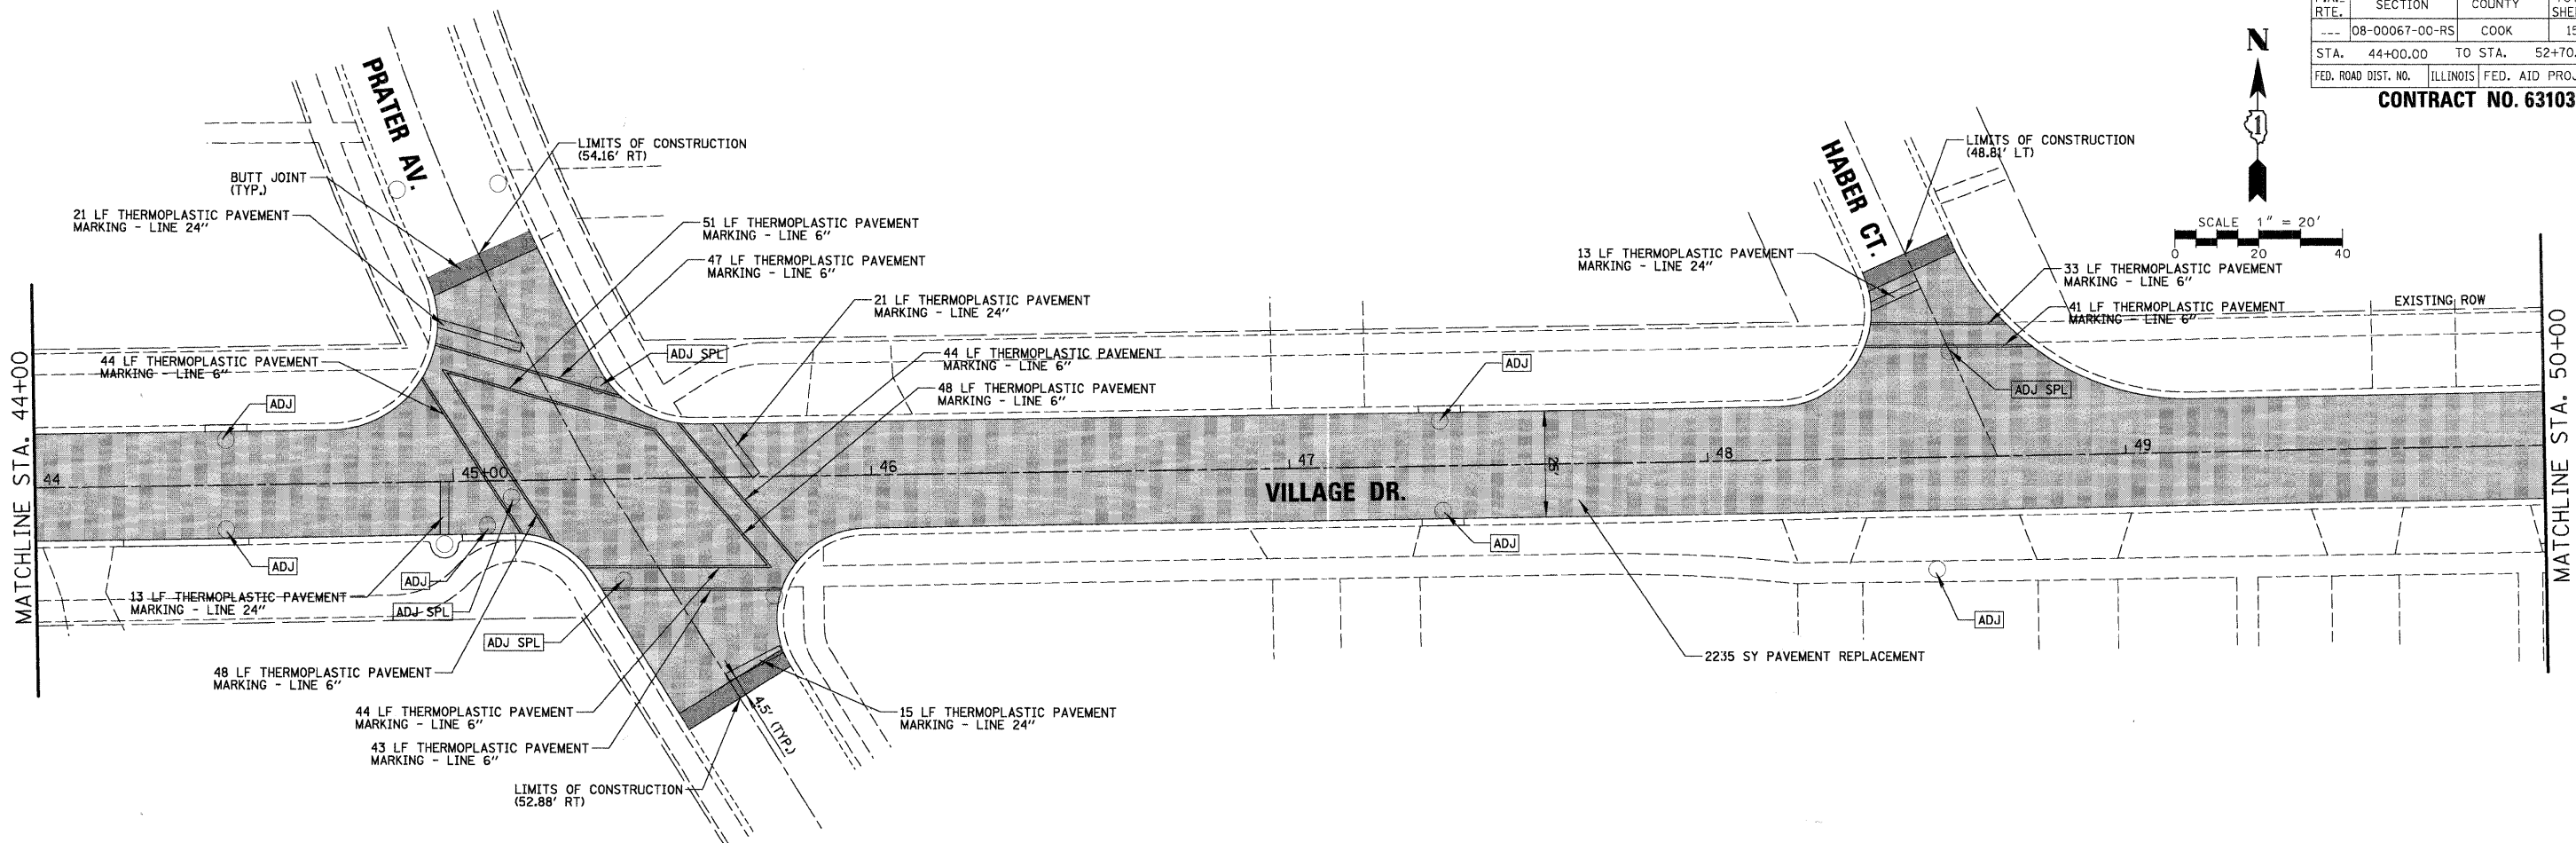 RTE.
SECTION
COUNTY
---
08-00067-00-RS
COOK
STA. 44+00.00 TO STA.
FED. ROAD DIST. NO.
ILLINOIS
FED. AID
CONTRACT NO. 63103
N
1
SCALE 1" = 20'
0 20 40
PRATER AV.
LIMITS OF CONSTRUCTION
(54.16' RT)
BUTT JOINT
(TYP.)
21 LF THERMOPLASTIC PAVEMENT
MARKING - LINE 24"
51 LF THERMOPLASTIC PAVEMENT
MARKING - LINE 6"
47 LF THERMOPLASTIC PAVEMENT
MARKING - LINE 6"
21 LF THERMOPLASTIC PAVEMENT
MARKING - LINE 24"
44 LF THERMOPLASTIC PAVEMENT
MARKING - LINE 6"
ADJ SPL
44 LF THERMOPLASTIC PAVEMENT
MARKING - LINE 6"
48 LF THERMOPLASTIC PAVEMENT
MARKING - LINE 6"
ADJ
ADJ
HABER CT.
LIMITS OF CONSTRUCTION
(48.81' LT)
13 LF THERMOPLASTIC PAVEMENT
MARKING - LINE 24"
33 LF THERMOPLASTIC PAVEMENT
MARKING - LINE 6"
41 LF THERMOPLASTIC PAVEMENT
MARKING - LINE 6"
EXISTING ROW
ADJ SPL
MATCHLINE STA. 44+00
44
45+00
46
47
48
49
VILLAGE DR.
MATCHLINE STA. 50+00
ADJ
ADJ
ADJ
ADJ
13 LF THERMOPLASTIC PAVEMENT
MARKING - LINE 24"
ADJ SPL
ADJ SPL
48 LF THERMOPLASTIC PAVEMENT
MARKING - LINE 6"
2235 SY PAVEMENT REPLACEMENT
44 LF THERMOPLASTIC PAVEMENT
MARKING - LINE 6"
4.5' (TYP.)
15 LF THERMOPLASTIC PAVEMENT
MARKING - LINE 24"
43 LF THERMOPLASTIC PAVEMENT
MARKING - LINE 6"
LIMITS OF CONSTRUCTION
(52.88' RT)